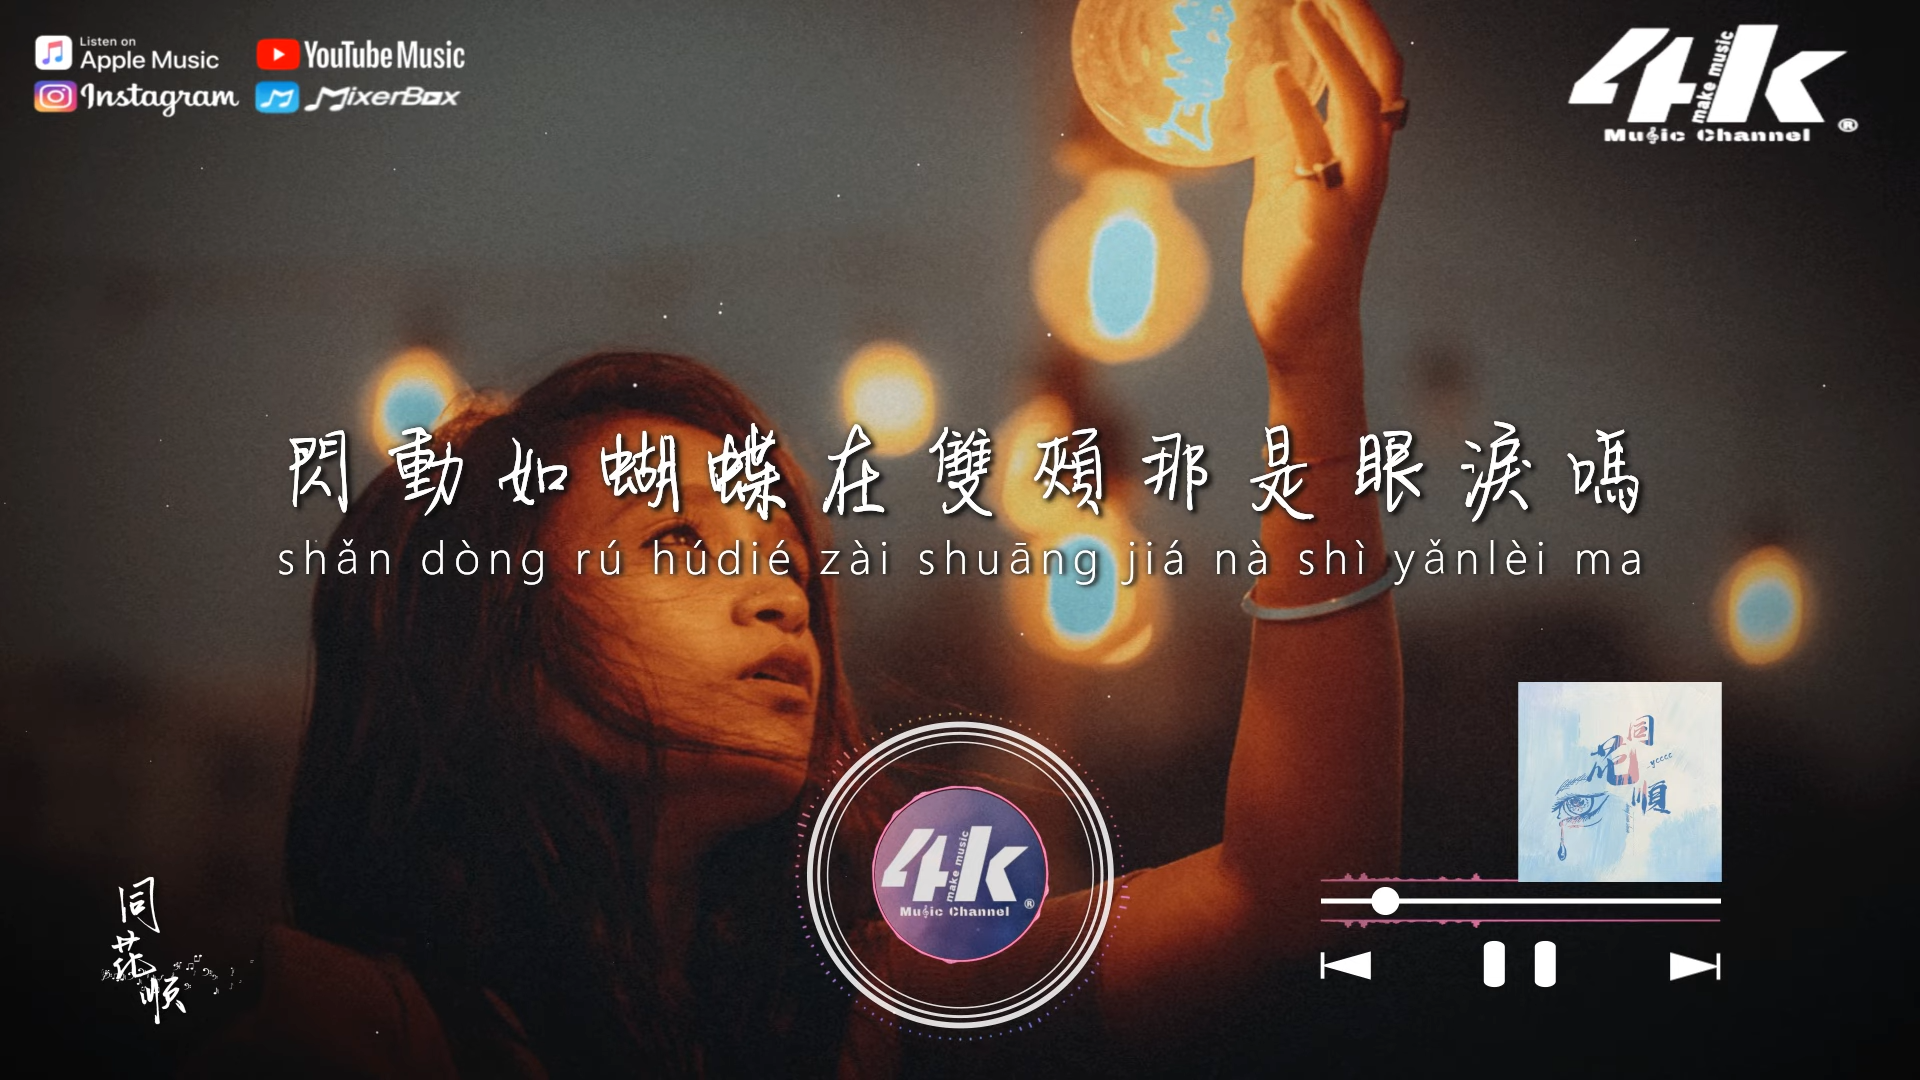 Listen on
Apple Music
YouTube Music
Instagram
MixerBox
4k
make music
Music Channel ®
閃動如蝴蝶在雙頰那是眼淚嗎
shǎn dòng rú húdié zài shuāng jiá nà shì yǎnlèi ma
同花順
ycccc
4k
make music
Music Channel ®
同花順